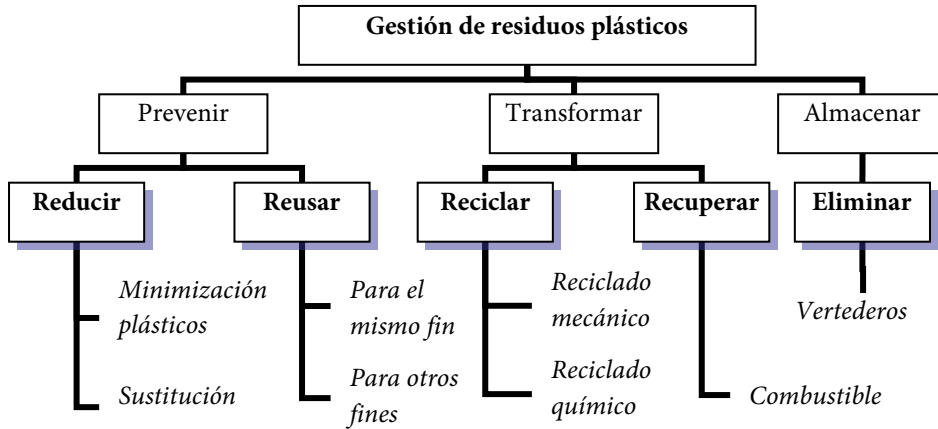 Gestión de residuos plásticos
Prevenir
Transformar
Almacenar
Reducir
Reusar
Reciclar
Recuperar
Eliminar
Minimización
plásticos
Sustitución
Para el
mismo fin
Para otros
fines
Reciclado
mecánico
Reciclado
químico
Combustible
Vertederos